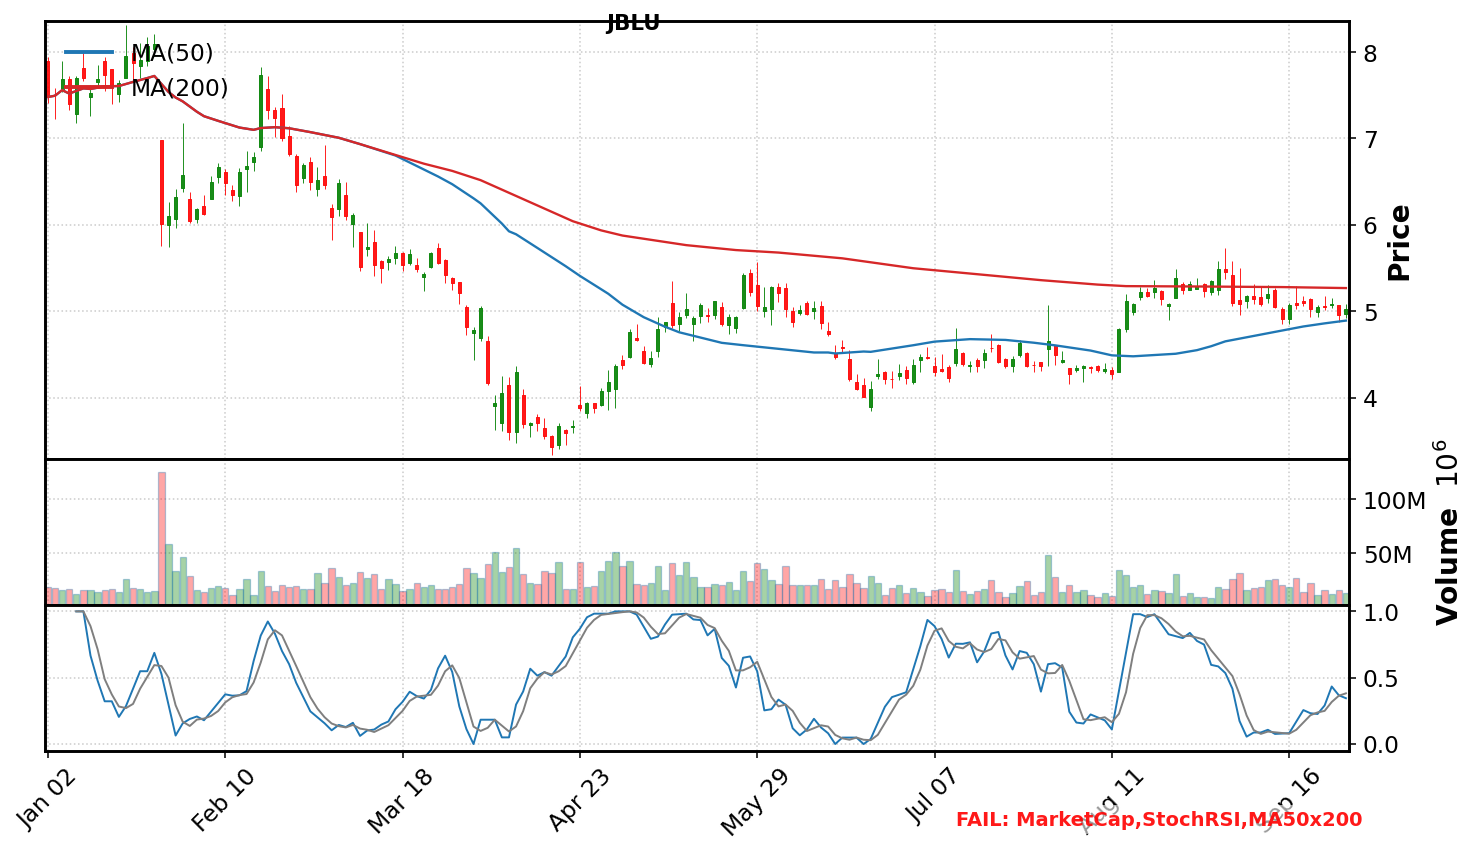 JBLU
MA(50)
MA(200)
8
7
6
5
4
Price
100M
50M
Volume 10^6
1.0
0.5
0.0
Jan 02
Feb 10
Mar 18
Apr 23
May 29
Jul 07
Aug 11
Sep 16
FAIL: MarketCap,StochRSI,MA50x200